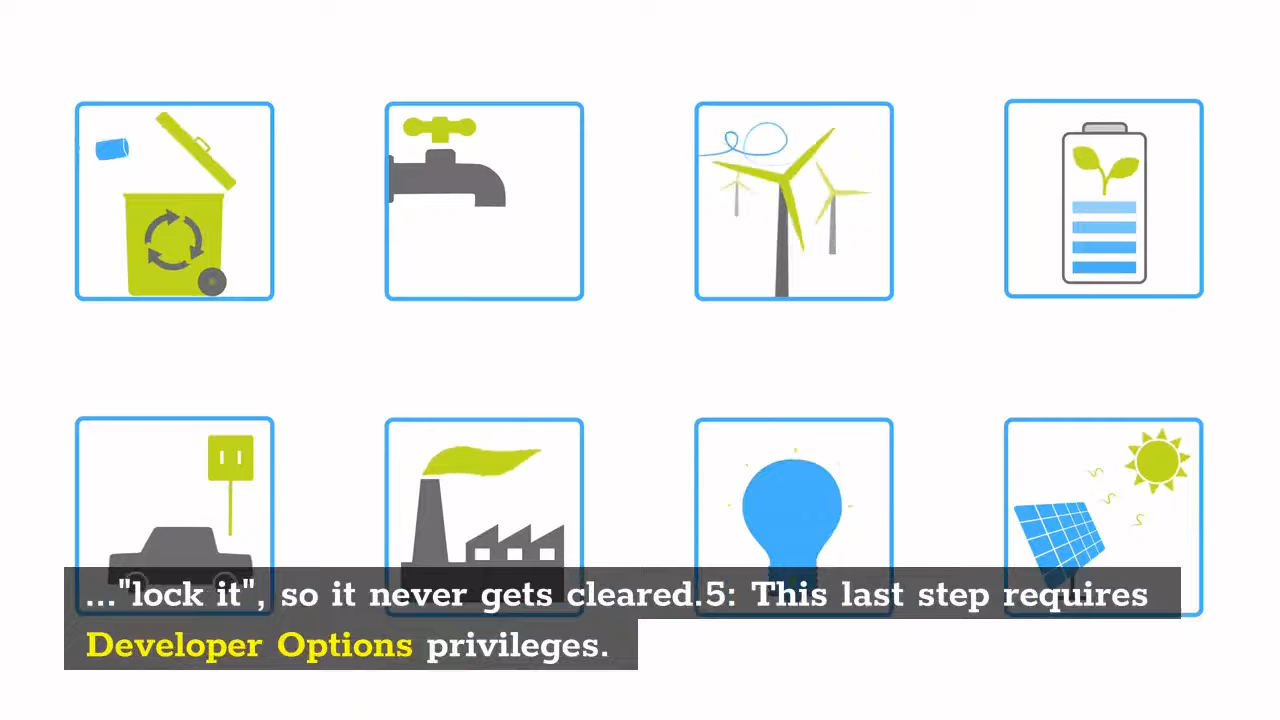 ..."lock it", so it never gets cleared.5: This last step requires
Developer Options privileges.